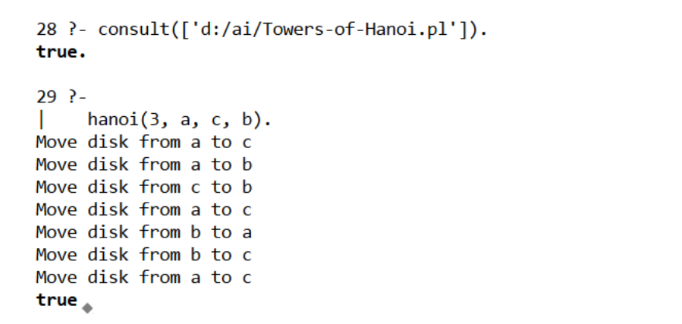 28 ?- consult(['d:/ai/Towers-of-Hanoi.pl']).
true.
29 ?-
|    hanoi(3, a, c, b).
Move disk from a to c
Move disk from a to b
Move disk from c to b
Move disk from a to c
Move disk from b to a
Move disk from b to c
Move disk from a to c
true